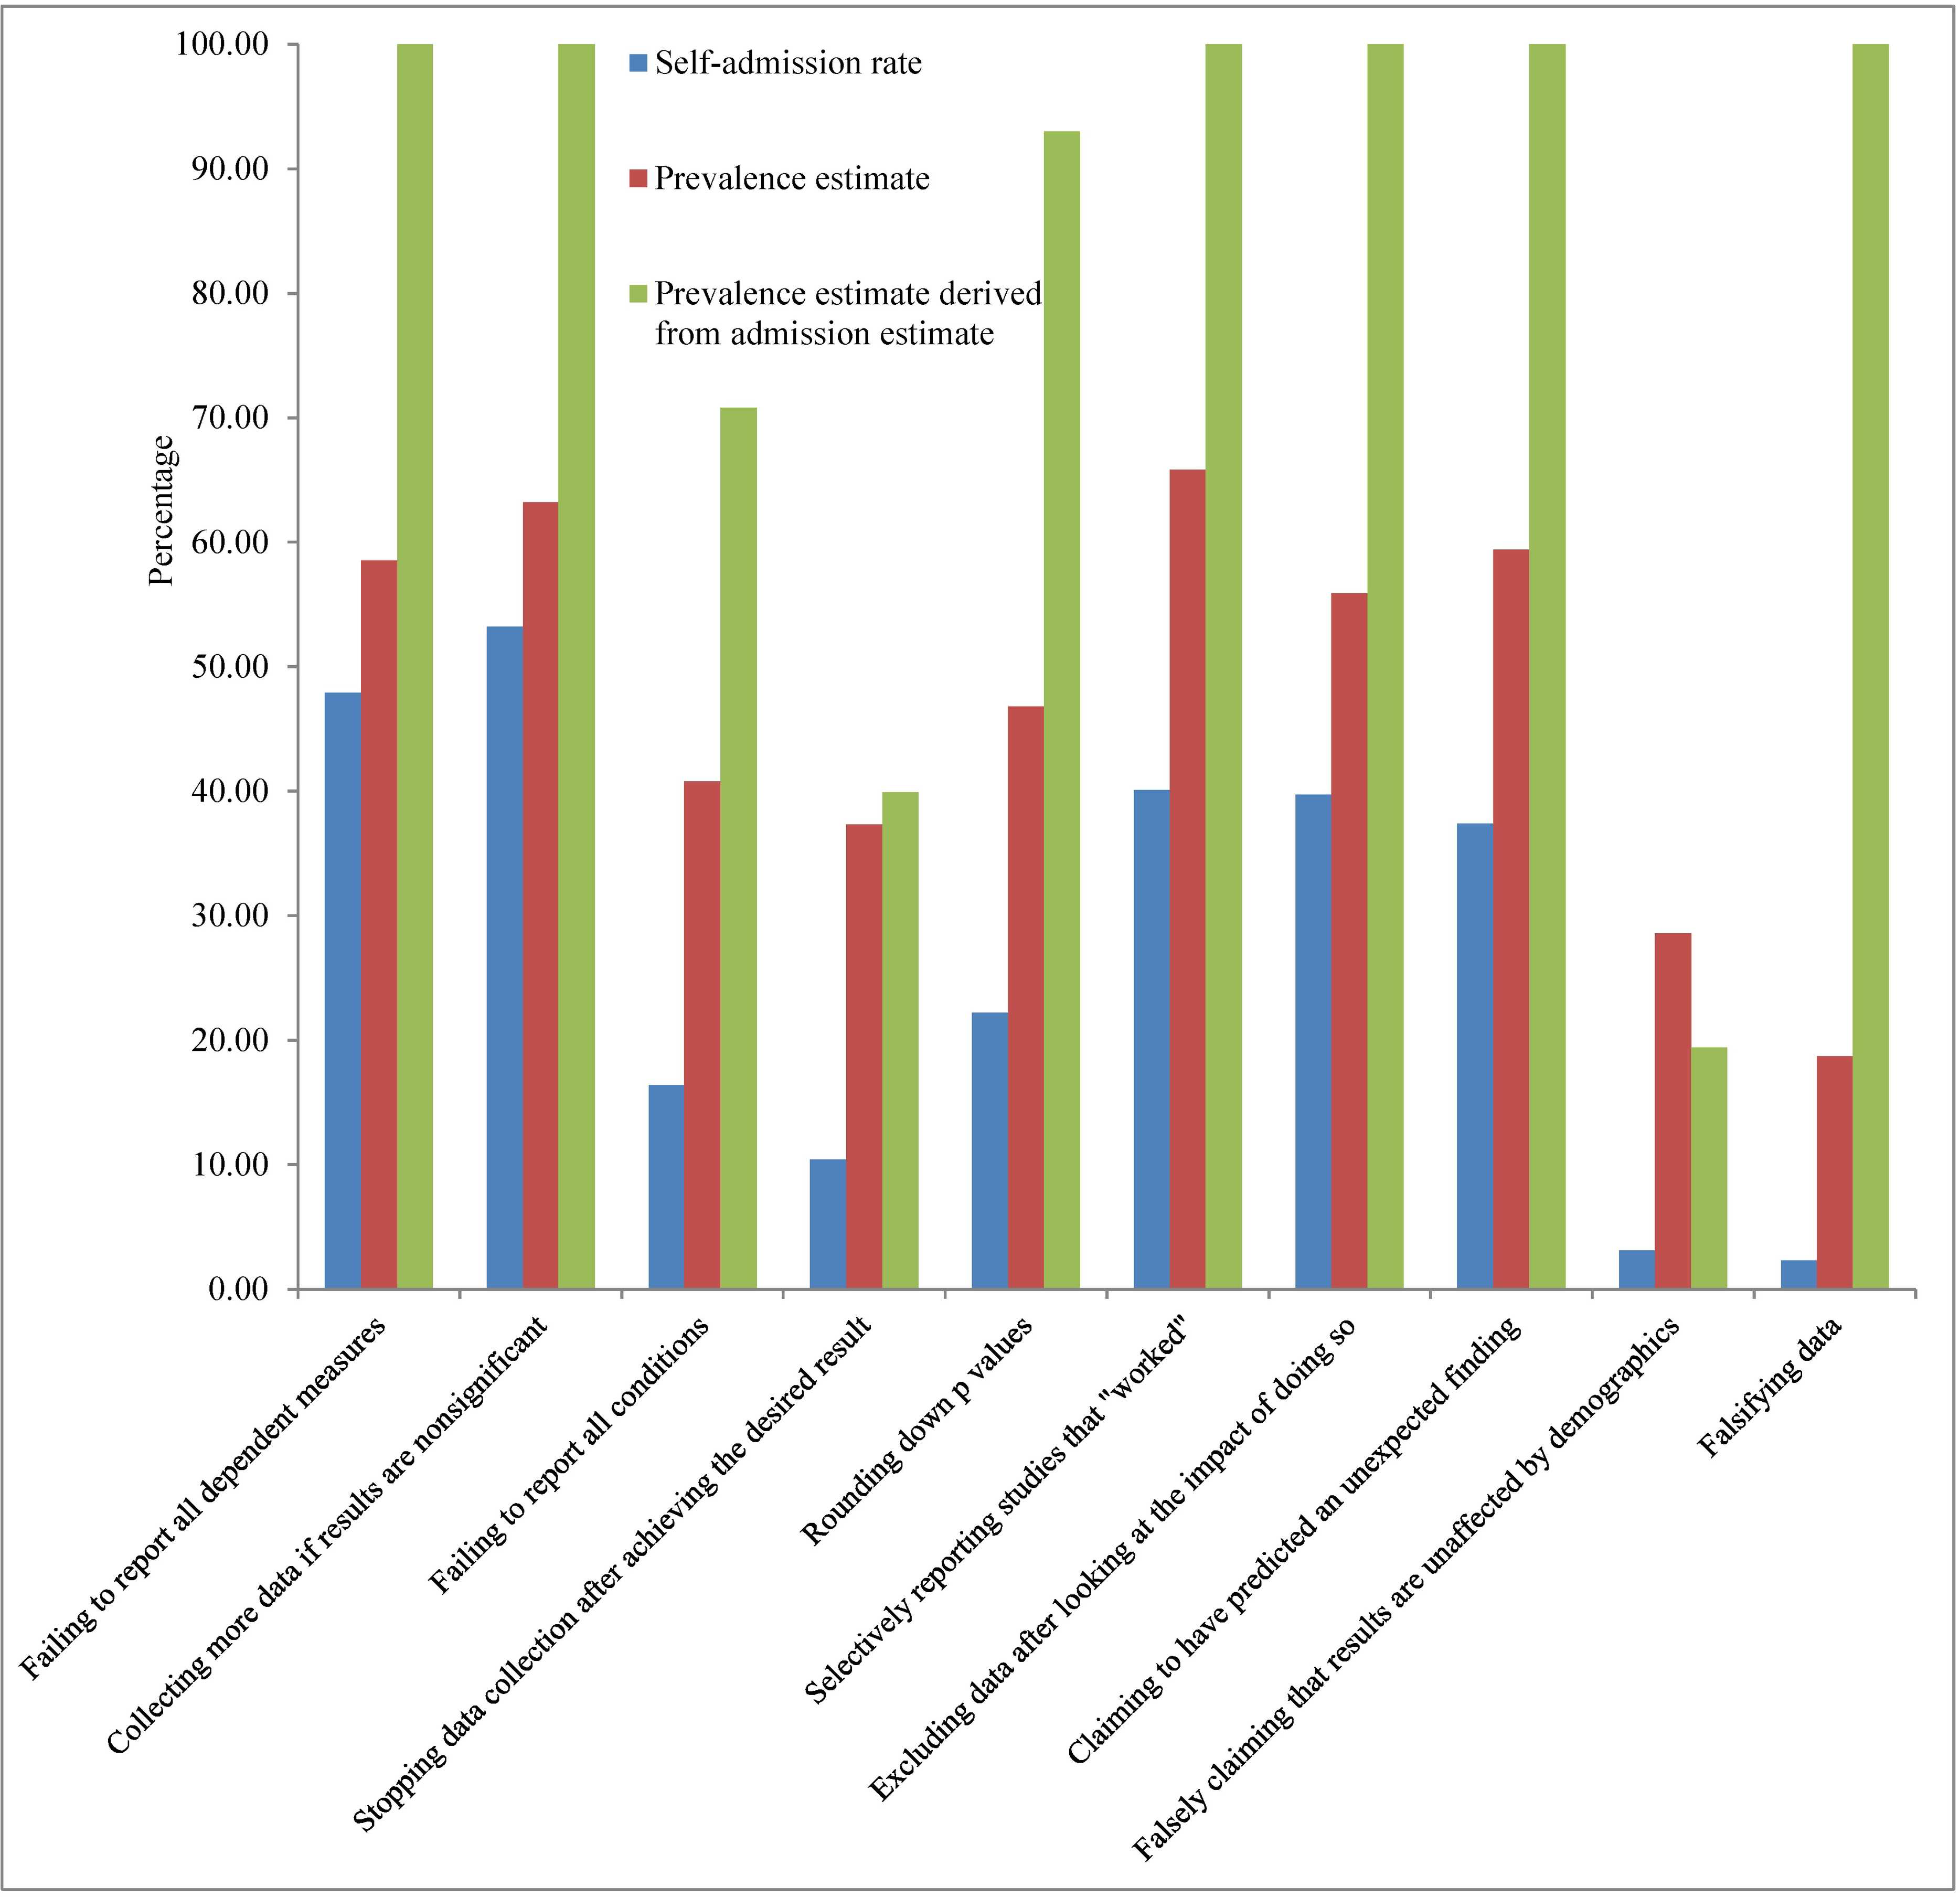 100.00
90.00
80.00
70.00
60.00
50.00
40.00
30.00
20.00
10.00
0.00
Percentage
Self-admission rate
Prevalence estimate
Prevalence estimate derived
from admission estimate
Failing to report all dependent measures
Collecting more data if results are nonsignificant
Failing to report all conditions
Stopping data collection after achieving the desired result
Rounding down p values
Selectively reporting studies that "worked"
Excluding data after looking at the impact of doing so
Claiming to have predicted an unexpected finding
Falsely claiming that results are unaffected by demographics
Falsifying data